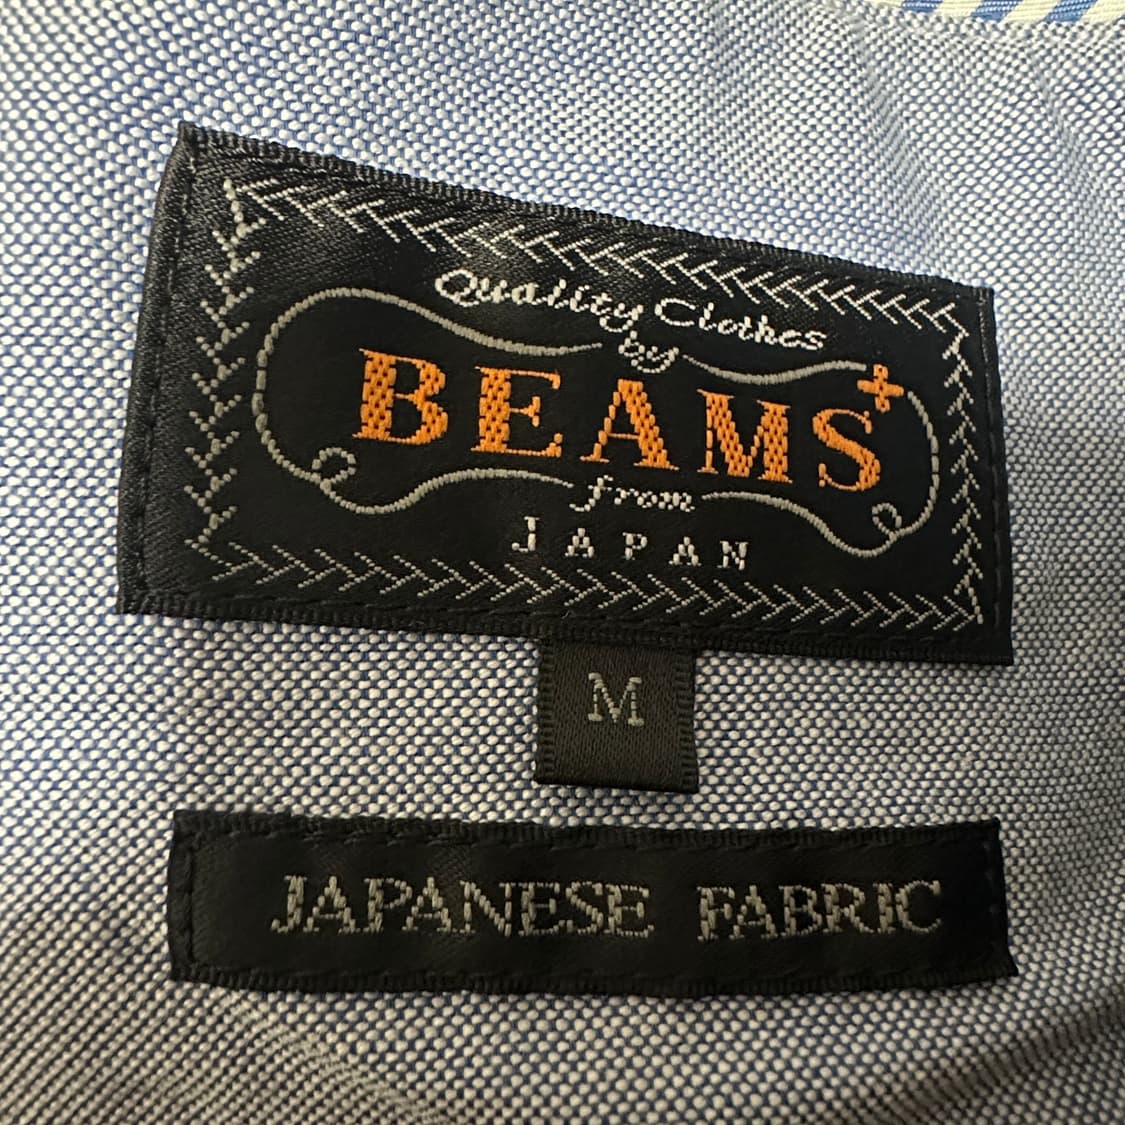 Quality Clothes
by
BEAMS+
from
JAPAN
M
JAPANESE FABRIC